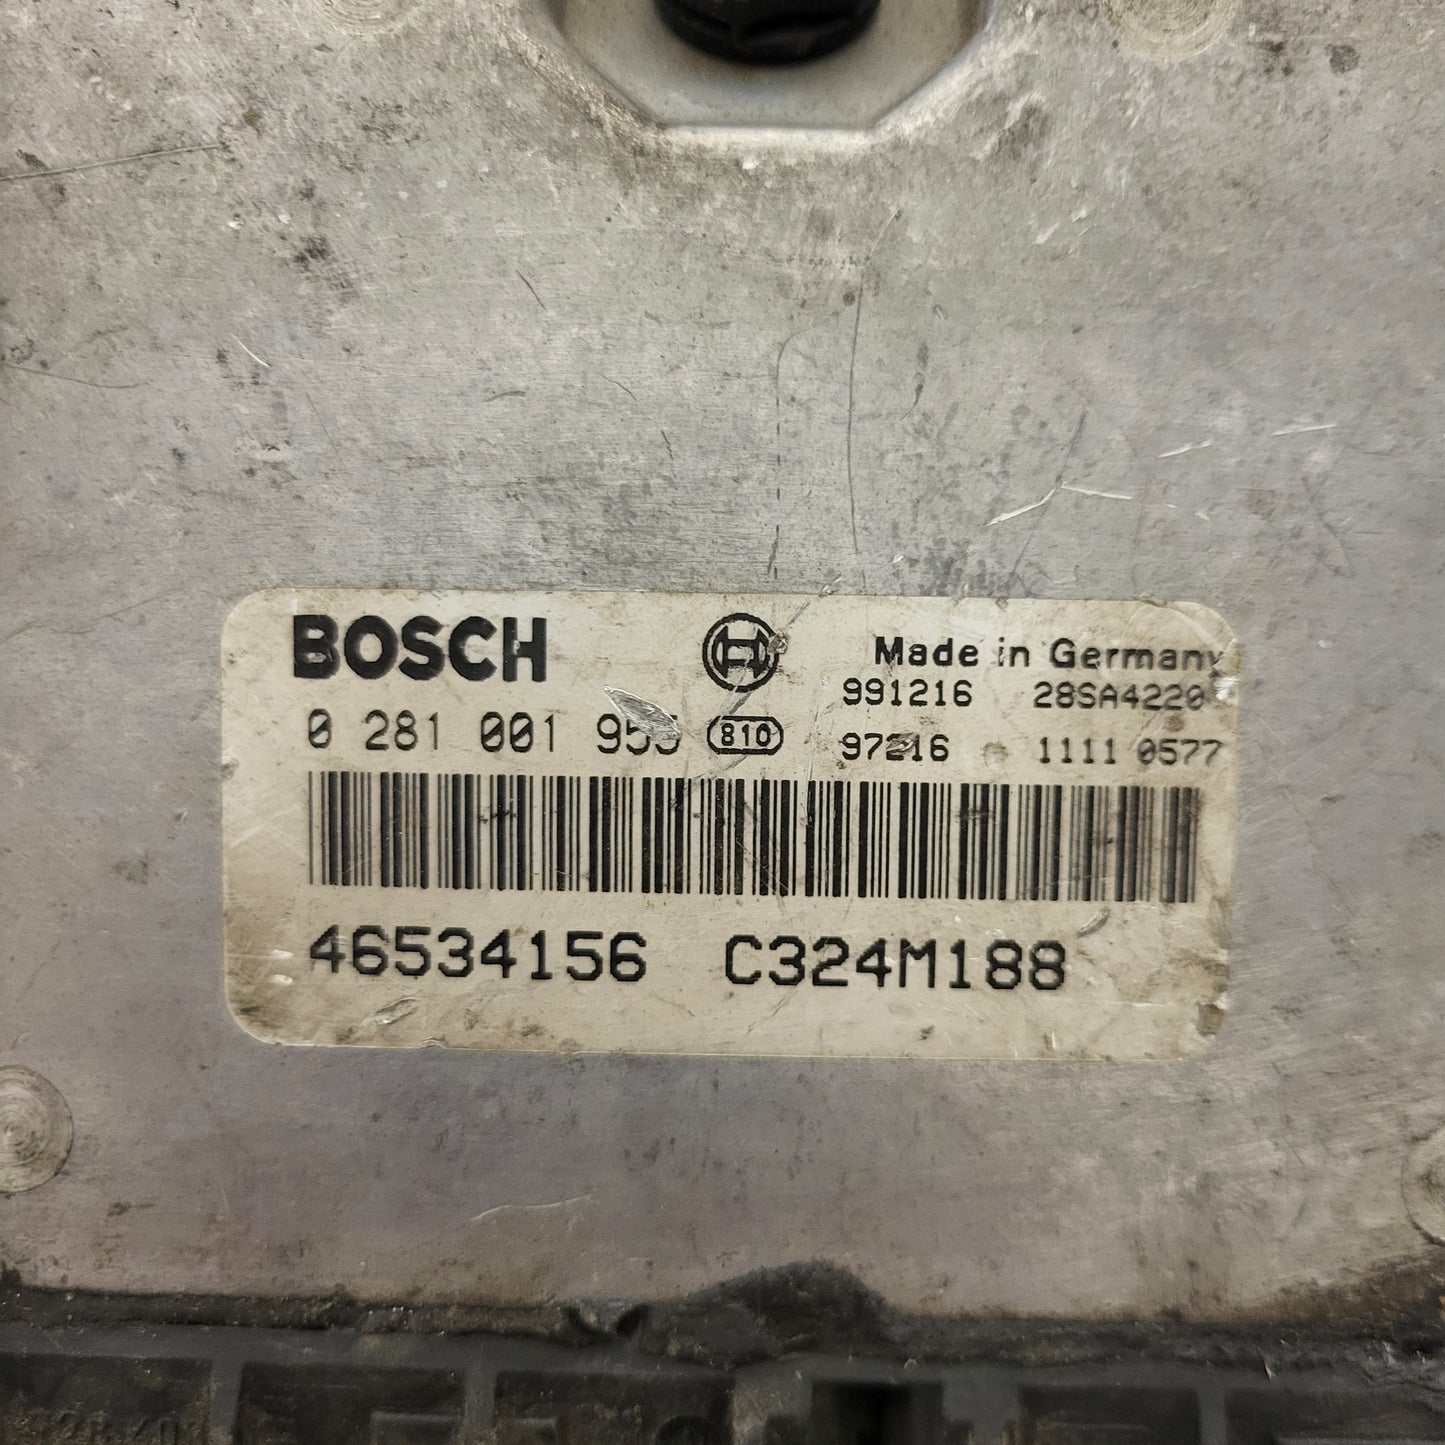 BOSCH
Made in Germany
991216 28SA4220
0 281 001 810
97216 1111 0577
46534156 C324M188